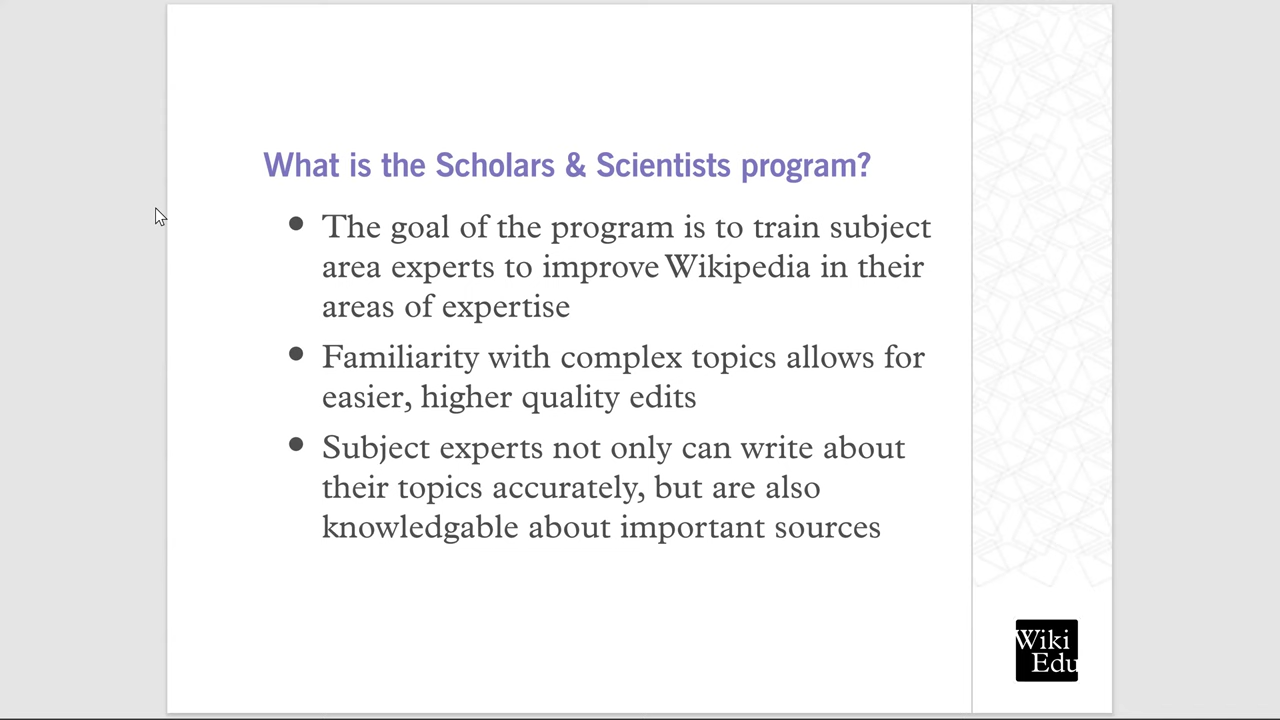 What is the Scholars & Scientists program?
• The goal of the program is to train subject
area experts to improve Wikipedia in their
areas of expertise
• Familiarity with complex topics allows for
easier, higher quality edits
• Subject experts not only can write about
their topics accurately, but are also
knowledgable about important sources
Wiki
Edu